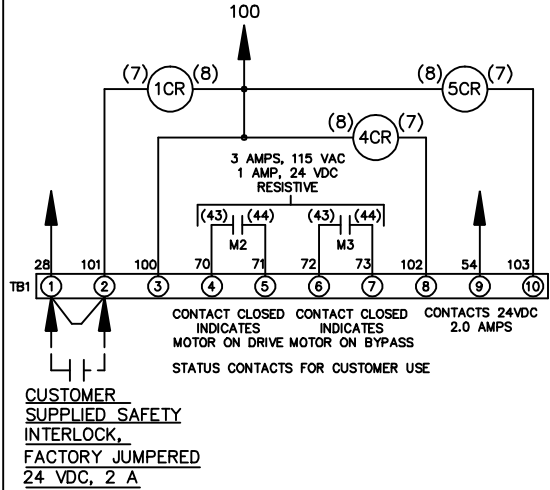 100
(7) 1CR (8)
(8) 5CR (7)
(8) 4CR (7)
3 AMPS, 115 VAC
1 AMP, 24 VDC
RESISTIVE
(43) (44) (43) (44)
M2 M3
28 101 100 70 71 72 73 102 54 103
TB1 1 2 3 4 5 6 7 8 9 10
CONTACT CLOSED CONTACT CLOSED CONTACTS 24VDC
INDICATES INDICATES 2.0 AMPS
MOTOR ON DRIVE MOTOR ON BYPASS
STATUS CONTACTS FOR CUSTOMER USE
CUSTOMER
SUPPLIED SAFETY
INTERLOCK,
FACTORY JUMPERED
24 VDC, 2 A